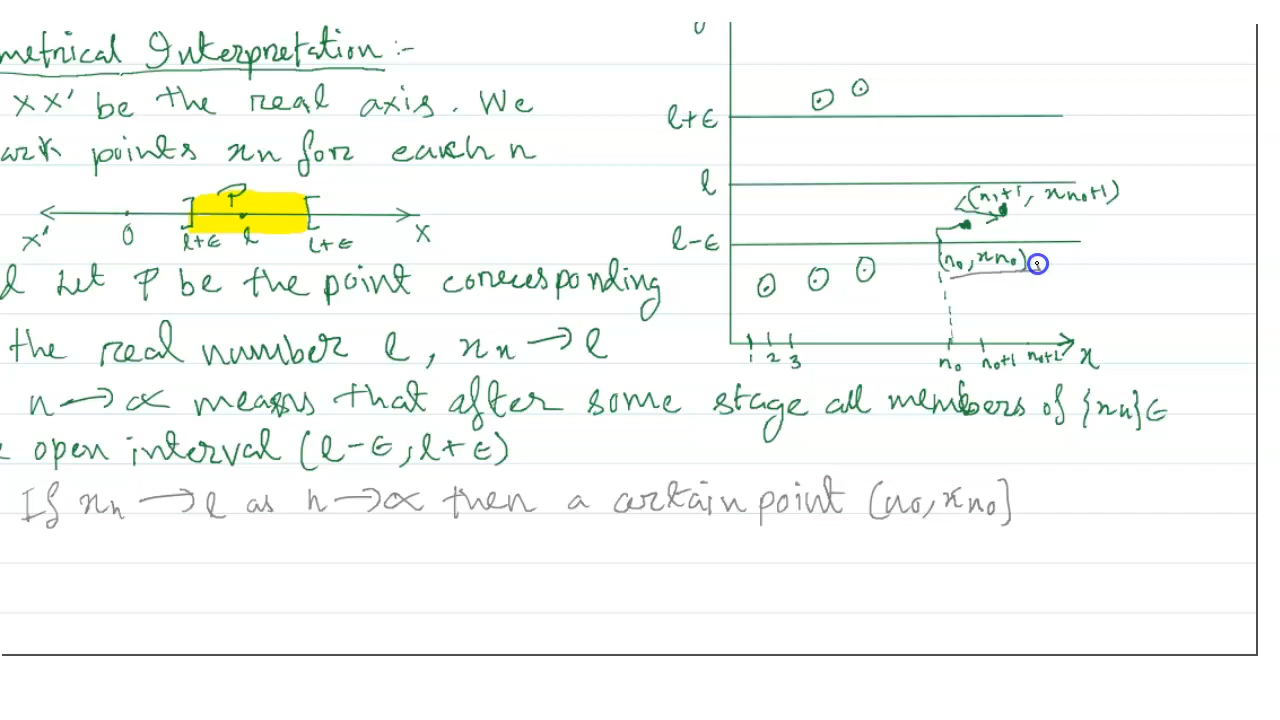 metrical Interpretation :-
XX' be the real axis. We
ark points xn for each n
P
X' 0 l+ϵ l l+ϵ X
d Let P be the point corresponding
the real number l, xn → l
n → ∝ means that after some stage all members of {xn} ∈
open interval (l-ϵ, l+ϵ)
If xn → l as n → ∝ then a certain point (n0, xn0]
l+ϵ
l
(n0+1, xn0+1)
l-ϵ
(n0, xn0)
1 2 3 n0 n0+1 n0+2 x